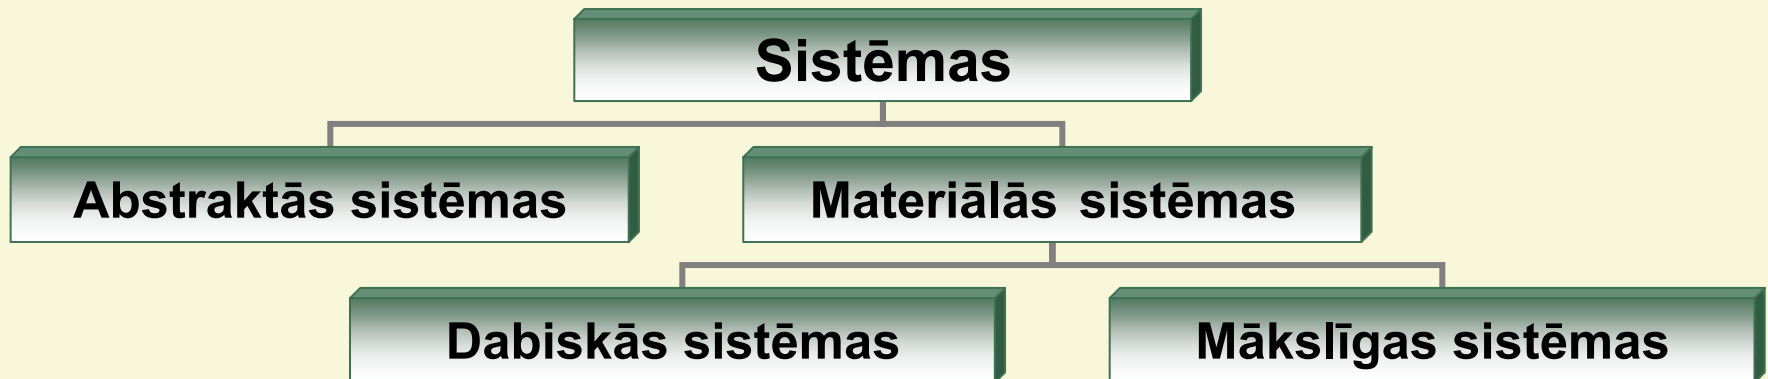 Sistēmas
Abstraktās sistēmas
Materiālās sistēmas
Dabiskās sistēmas
Mākslīgas sistēmas